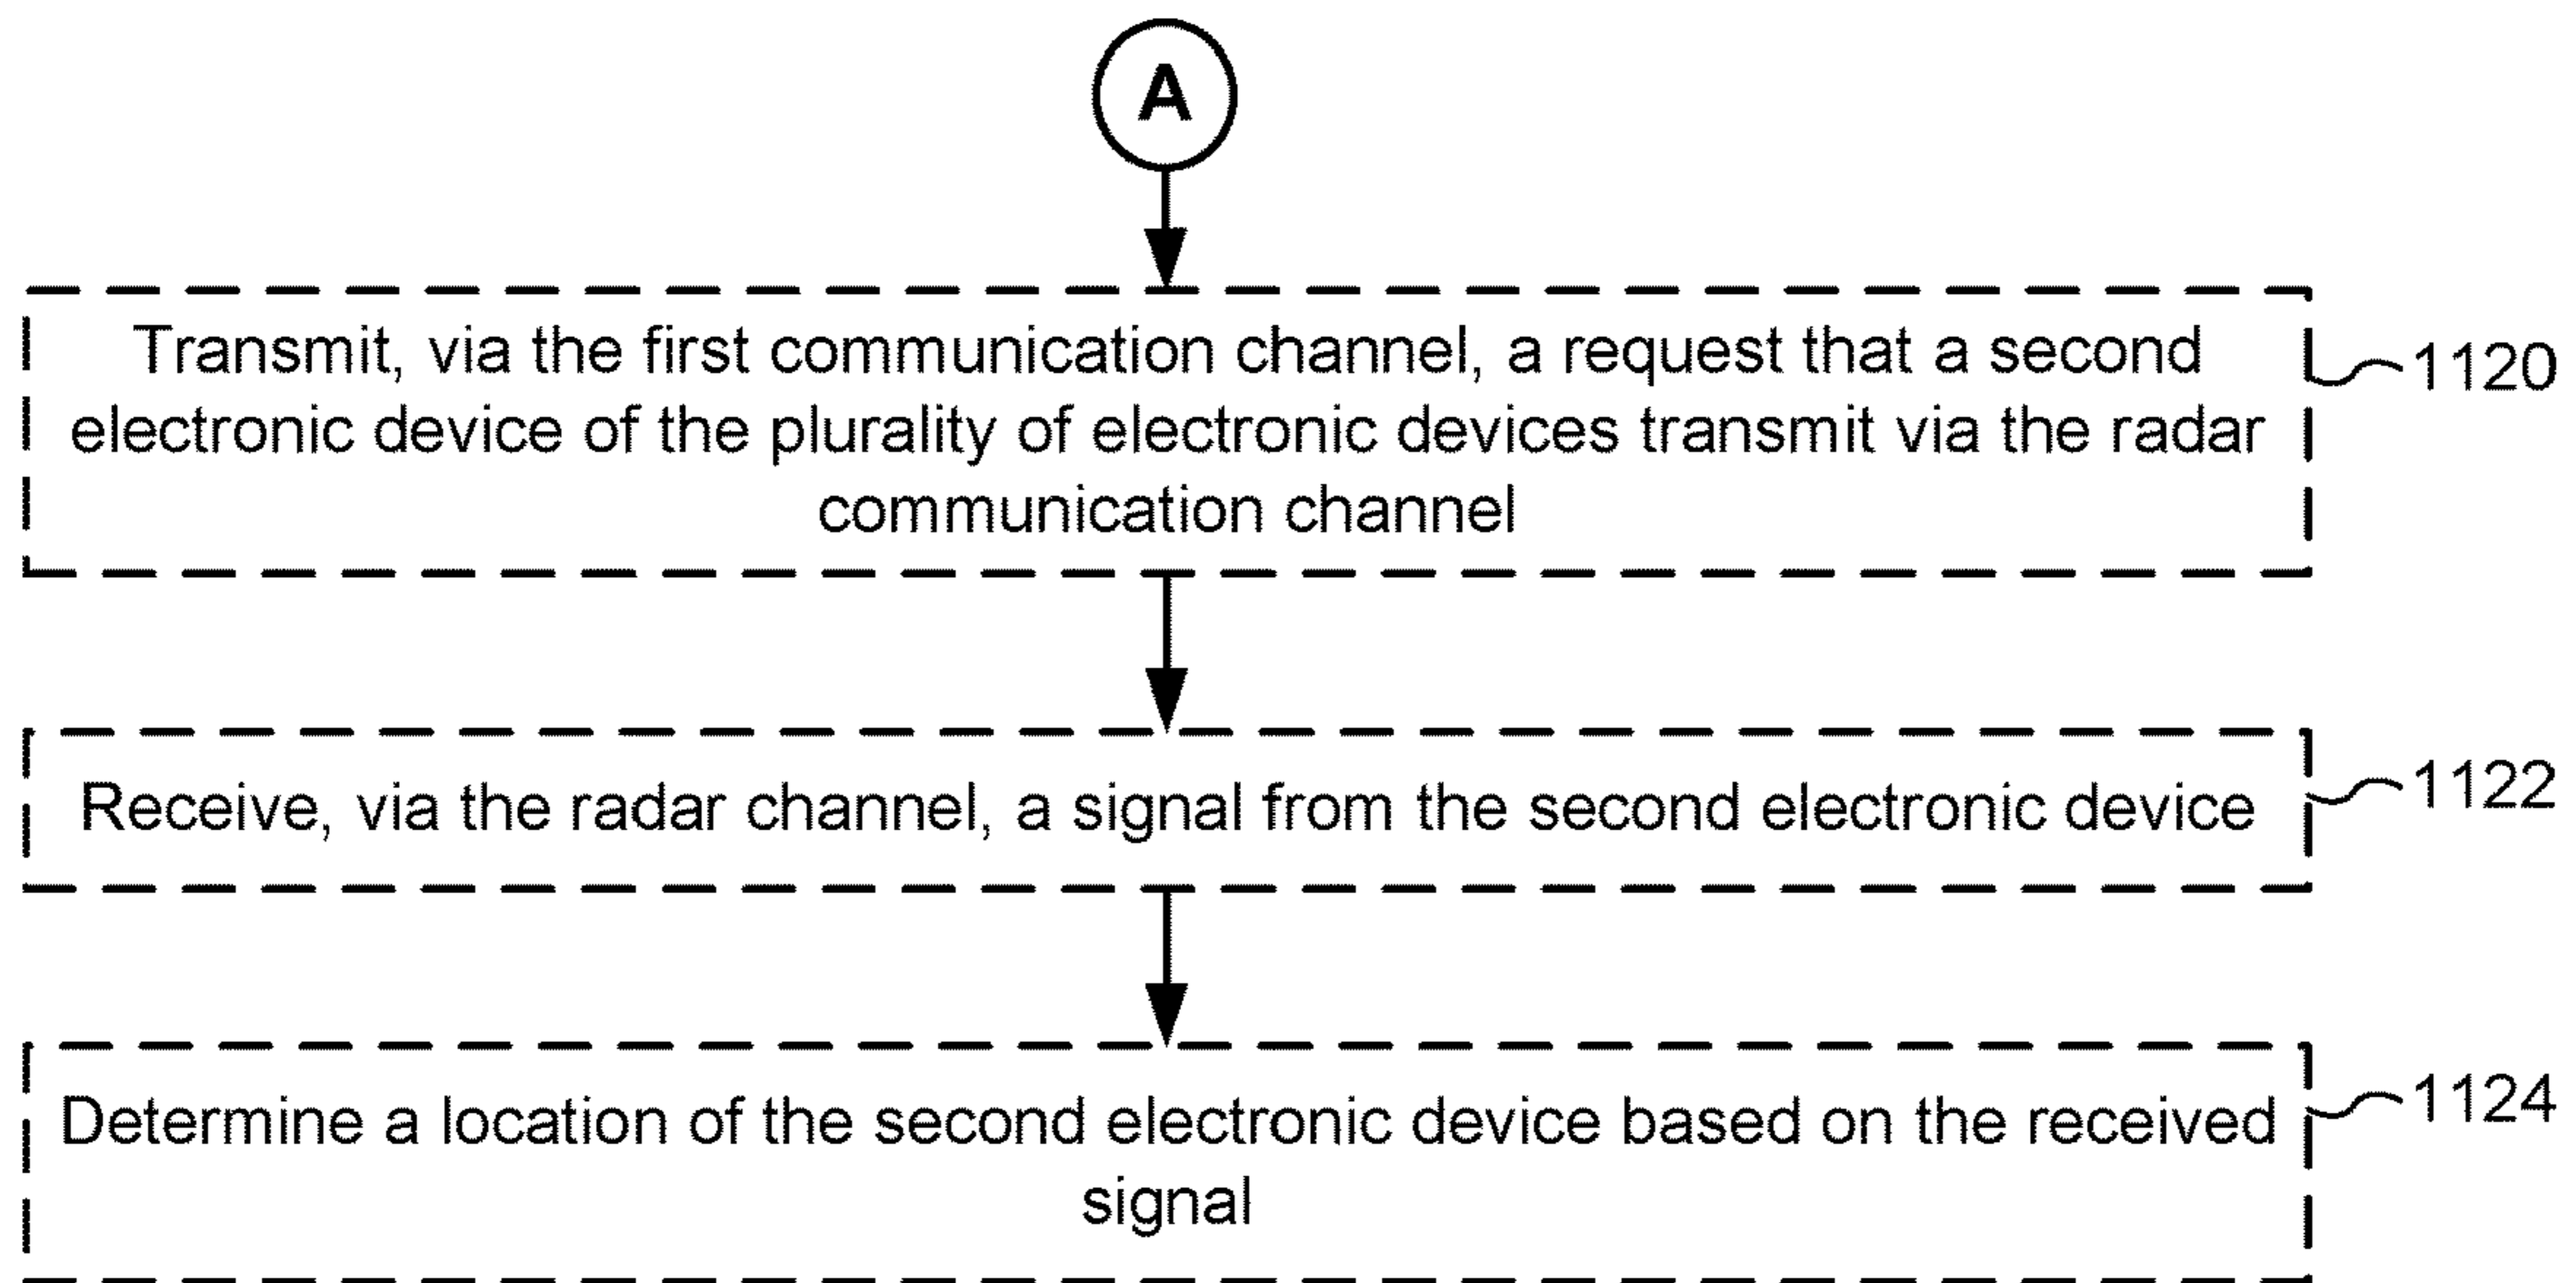 A
Transmit, via the first communication channel, a request that a second
electronic device of the plurality of electronic devices transmit via the radar
communication channel
1120
Receive, via the radar channel, a signal from the second electronic device
1122
Determine a location of the second electronic device based on the received
signal
1124